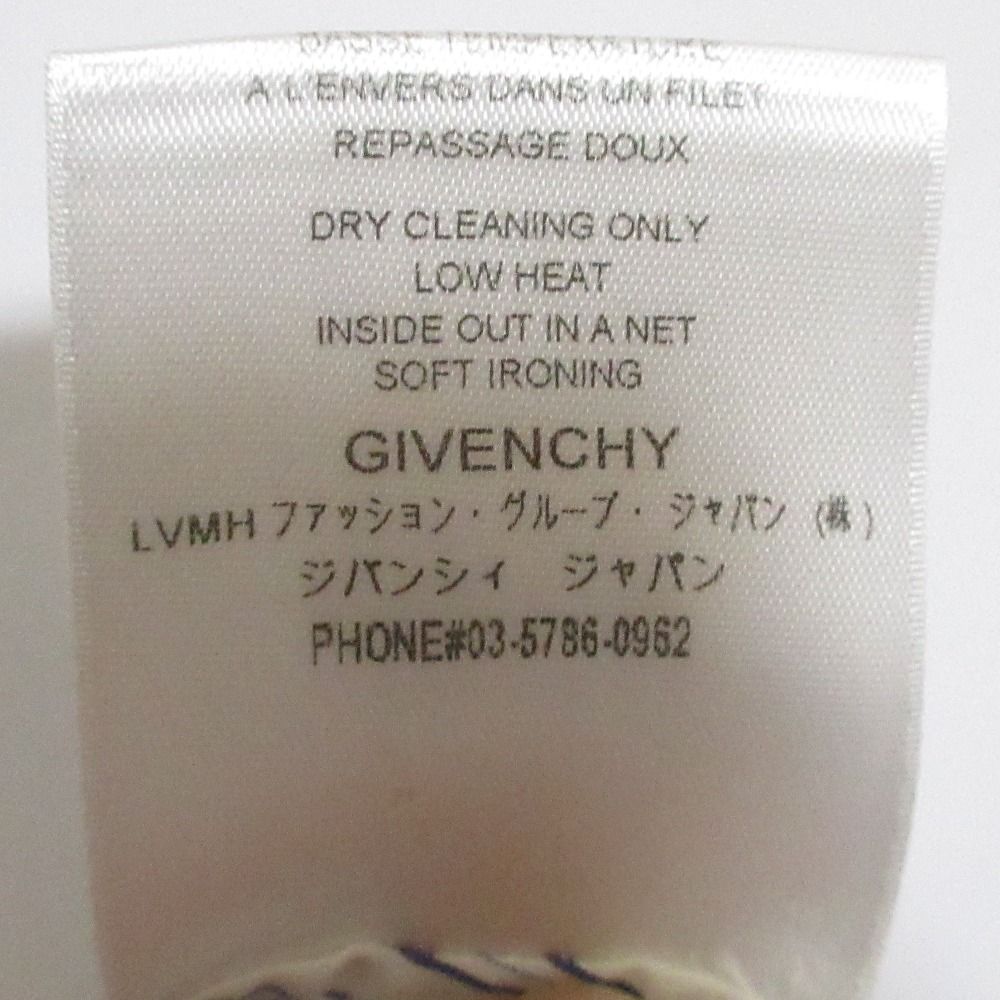 BASSE TEMPERATURE
A L'ENVERS DANS UN FILET
REPASSAGE DOUX
DRY CLEANING ONLY
LOW HEAT
INSIDE OUT IN A NET
SOFT IRONING
GIVENCHY
LVMH ファッション・グループ・ジャパン (株)
ジバンシィ ジャパン
PHONE#03-5786-0962